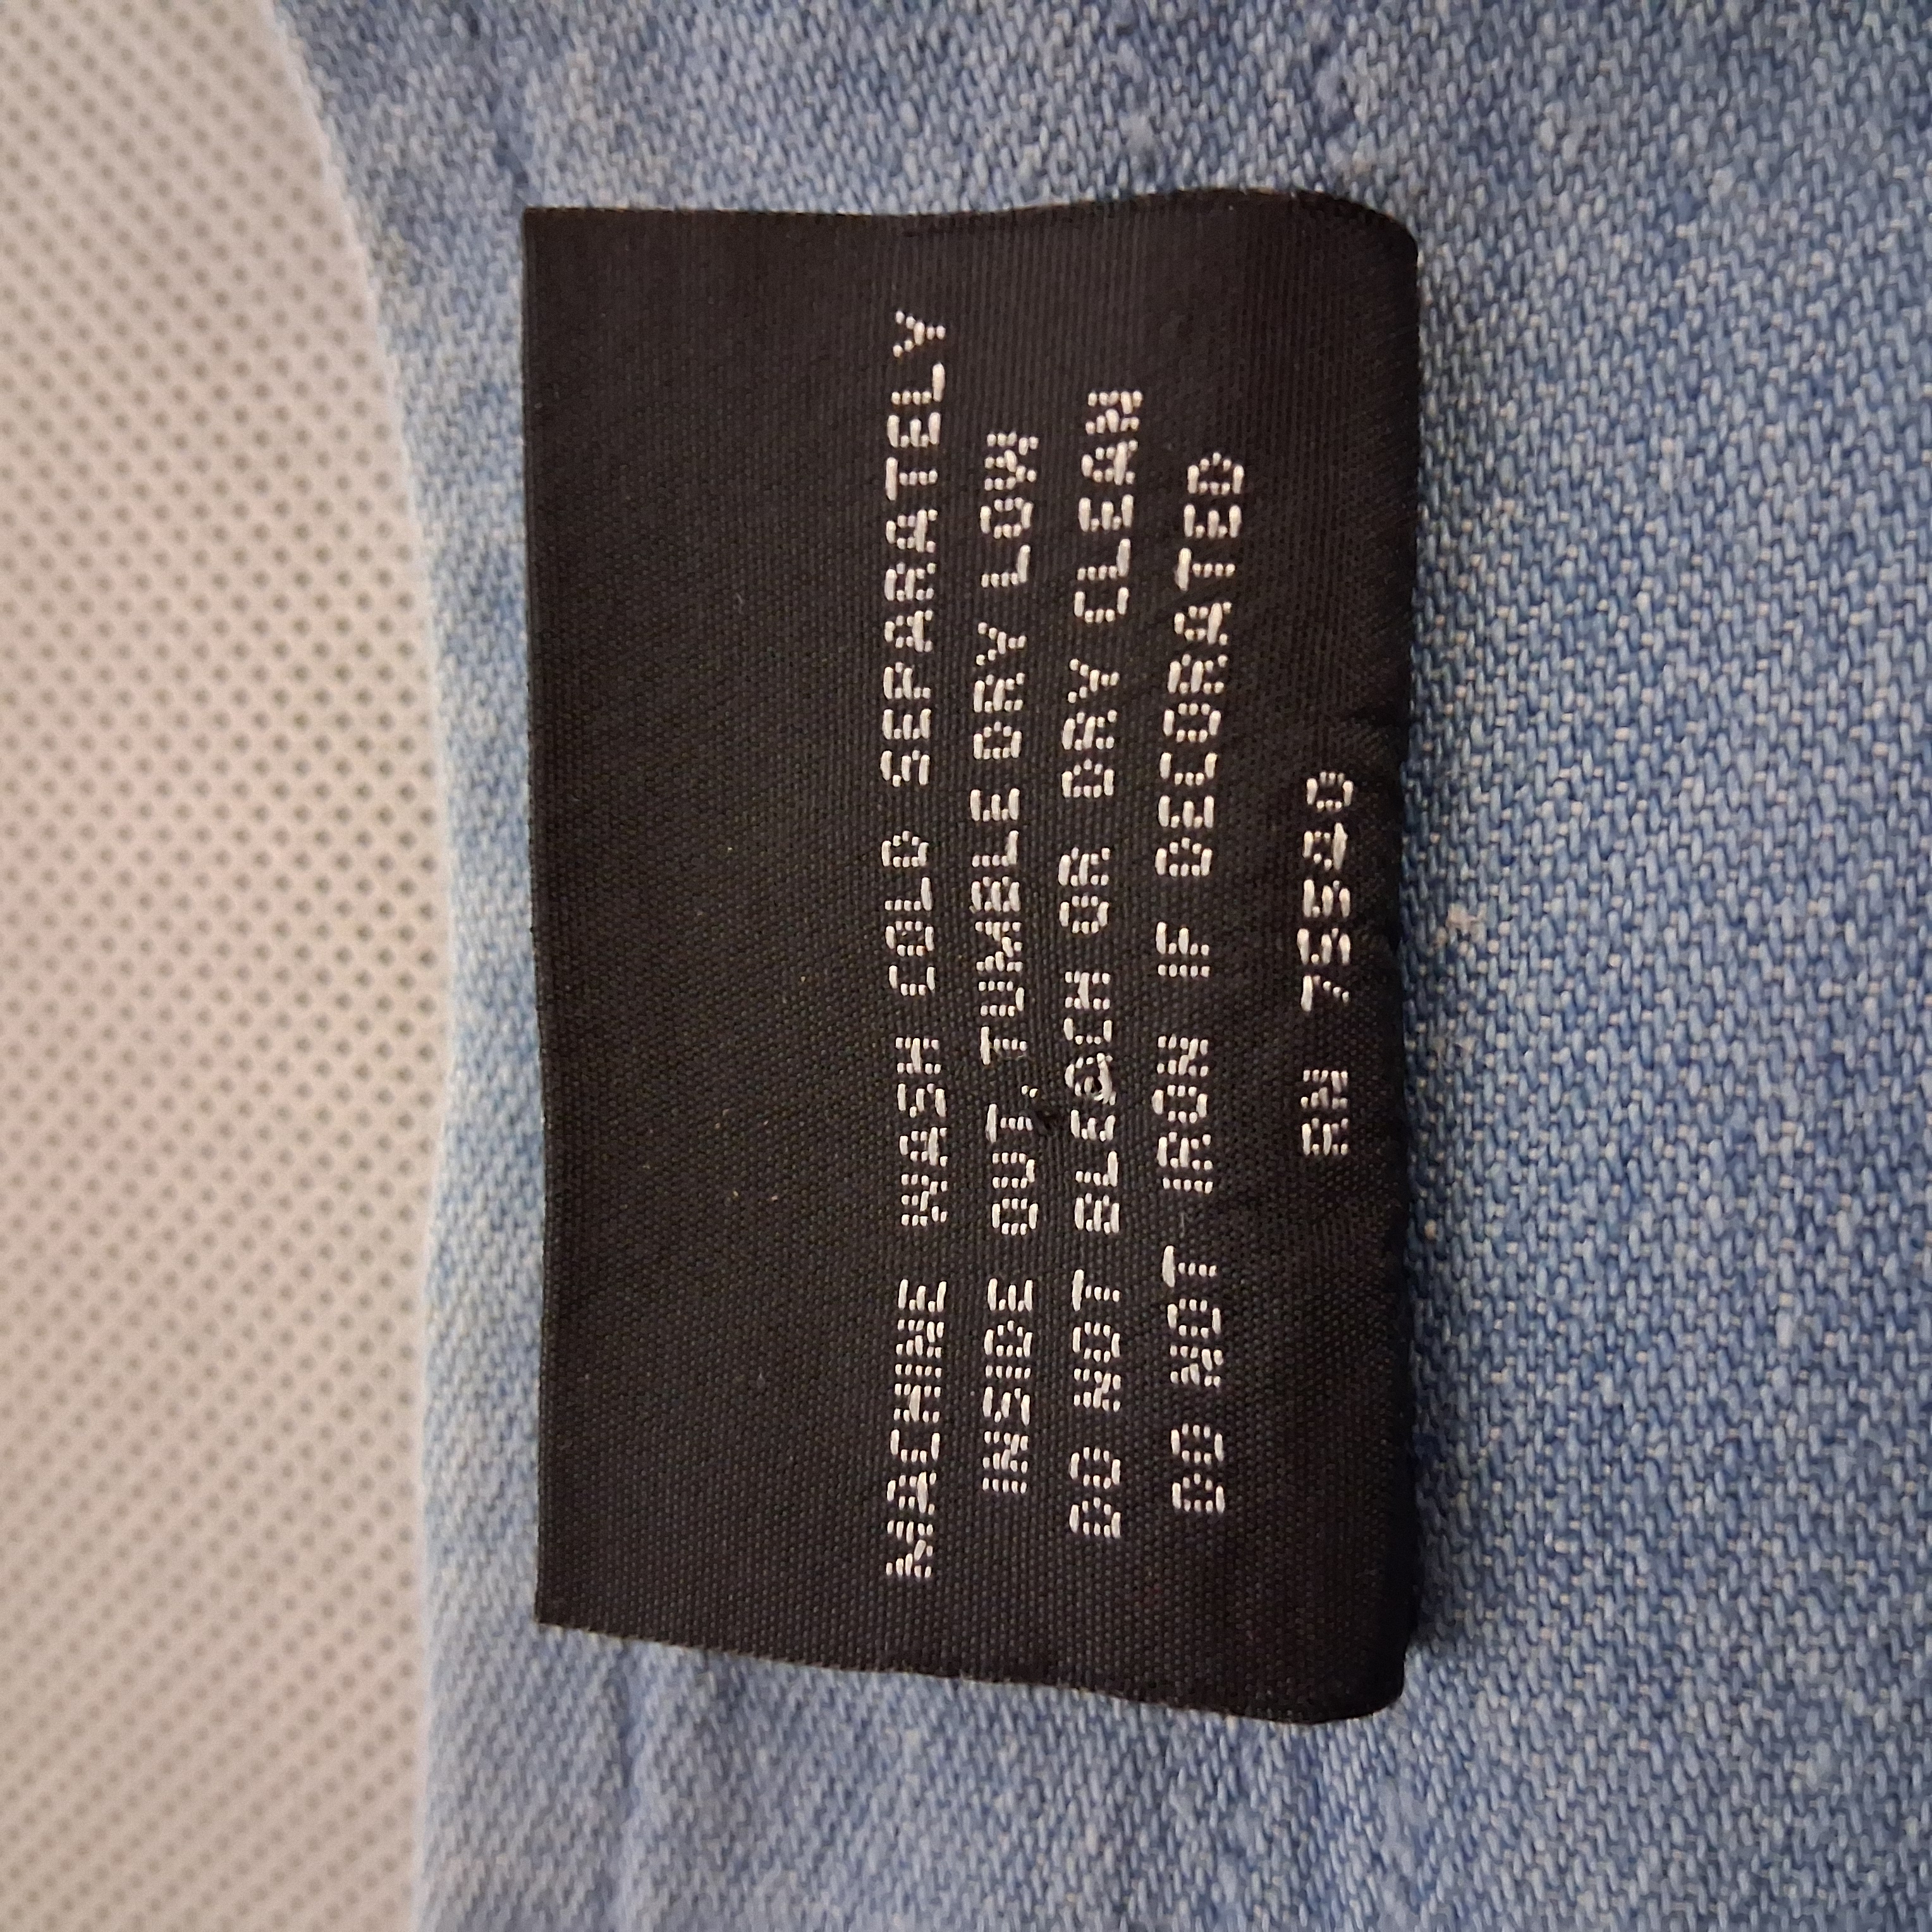 MACHINE WASH COLD SEPARATELY
INSIDE OUT, TUMBLE DRY LOW
DO NOT BLEACH OR DRY CLEAN
DO NOT IRON IF DECORATED
RN 75540